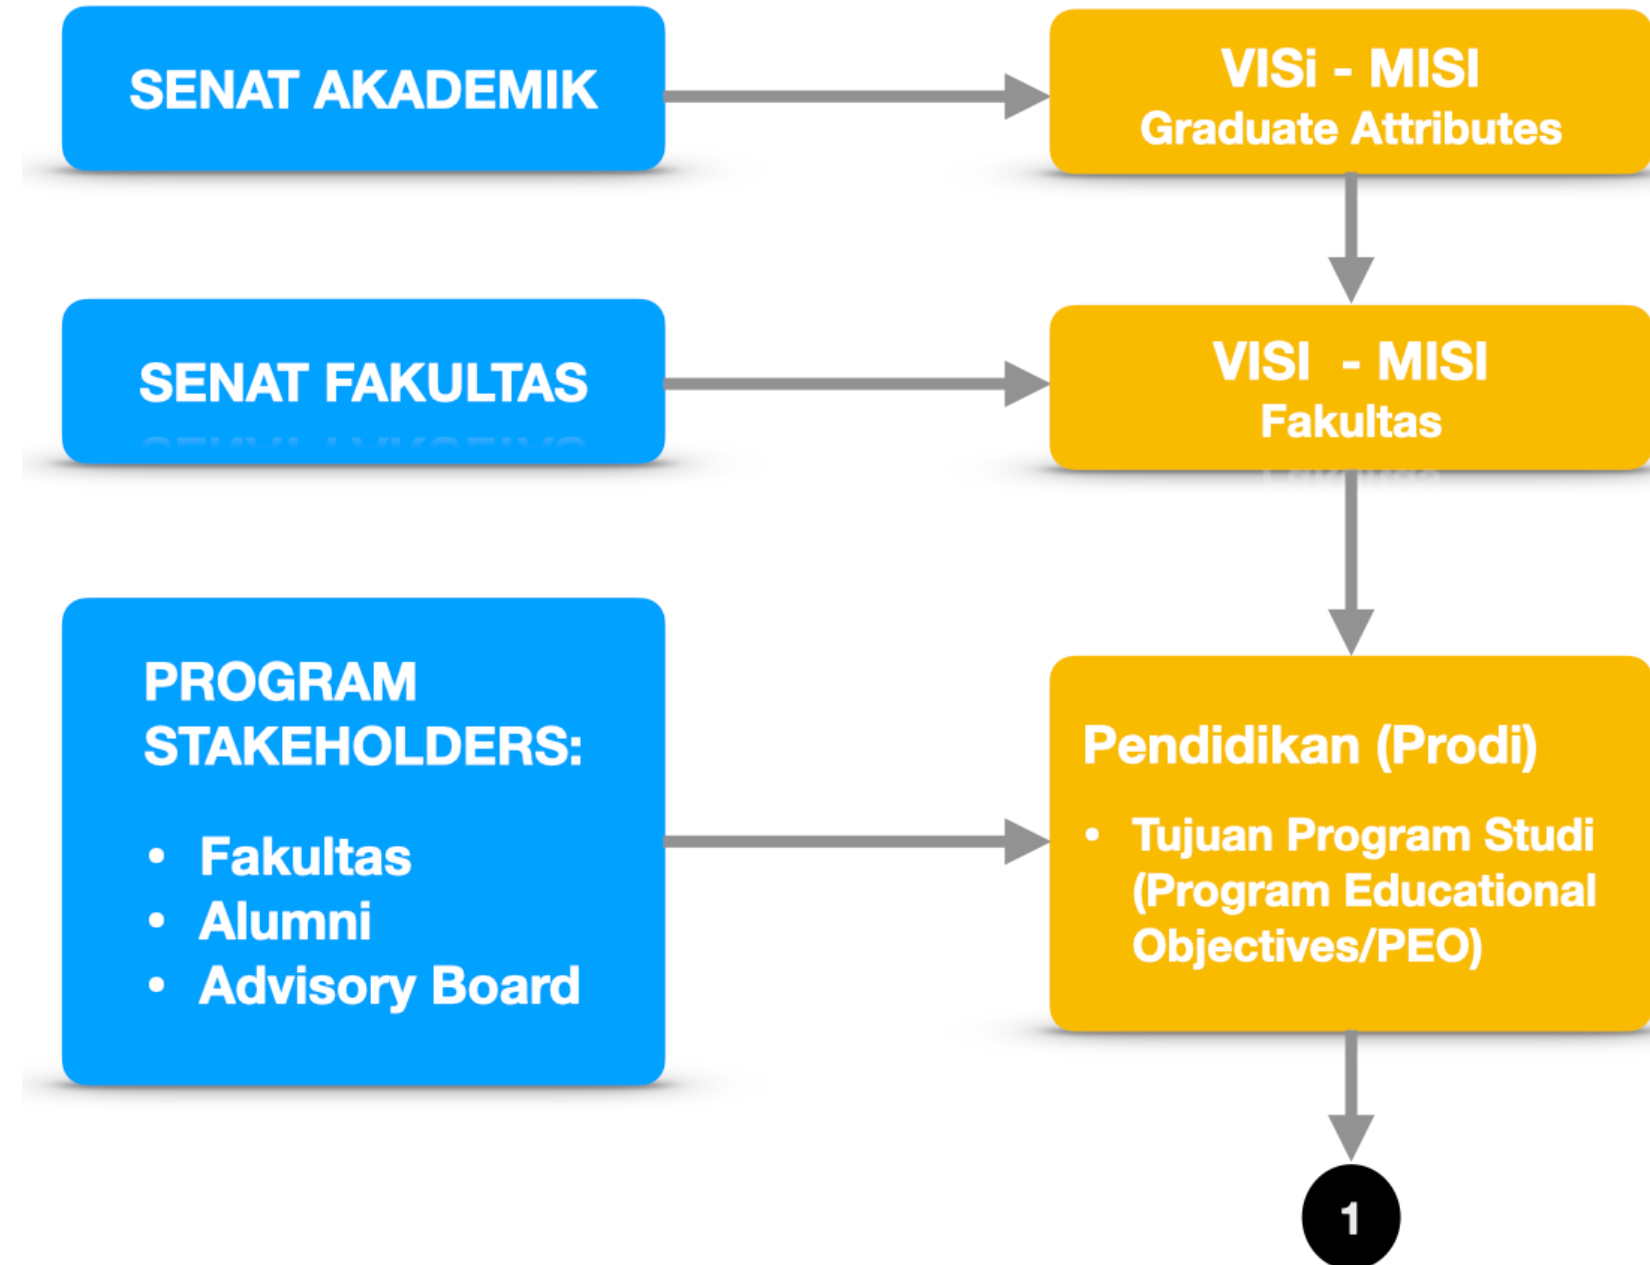 SENAT AKADEMIK
VISi - MISI
Graduate Attributes
SENAT FAKULTAS
VISI - MISI
Fakultas
PROGRAM
STAKEHOLDERS:
• Fakultas
• Alumni
• Advisory Board
Pendidikan (Prodi)
• Tujuan Program Studi
(Program Educational
Objectives/PEO)
1